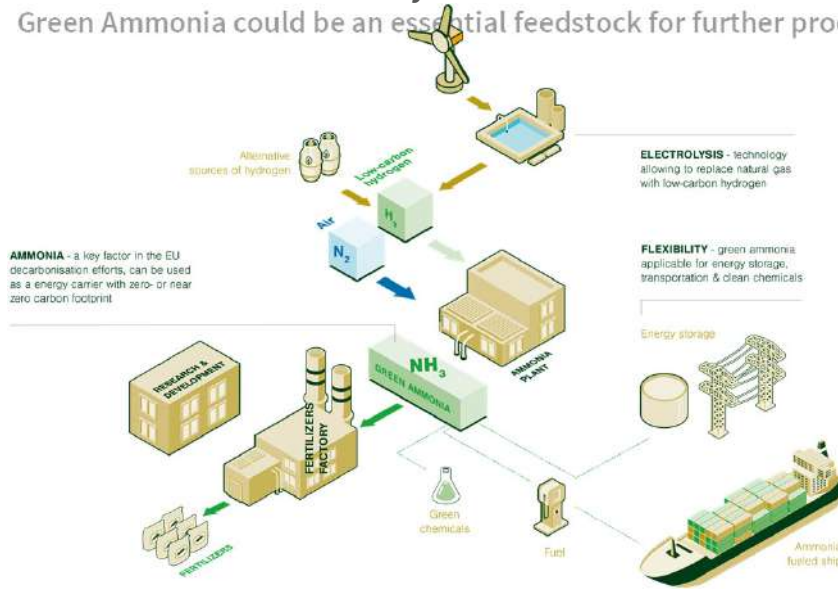 Green Ammonia could be an essential feedstock for further
Alternative
sources of hydrogen
Low-carbon
hydrogen
H₂
Air
N₂
ELECTROLYSIS - technology
allowing to replace natural gas
with low-carbon hydrogen
AMMONIA - a key factor in the EU
decarbonisation efforts, can be used
as a energy carrier with zero- or near
zero carbon footprint
FLEXIBILITY - green ammonia
applicable for energy storage,
transportation & clean chemicals
Energy storage
AMMONIA
PLANT
RESEARCH &
DEVELOPMENT
NH₃
GREEN AMMONIA
FERTILIZERS
FACTORY
FERTILIZERS
Green
chemicals
Fuel
Ammonia
fueled ship